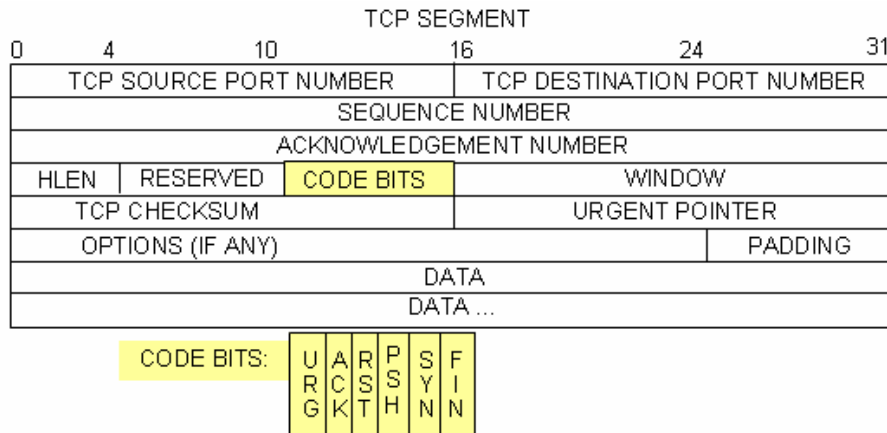 TCP SEGMENT
0 4 10 16 24 31
TCP SOURCE PORT NUMBER TCP DESTINATION PORT NUMBER
SEQUENCE NUMBER
ACKNOWLEDGEMENT NUMBER
HLEN RESERVED CODE BITS WINDOW
TCP CHECKSUM URGENT POINTER
OPTIONS (IF ANY) PADDING
DATA
DATA ...
CODE BITS: URG ACK RST PSH SYN FIN